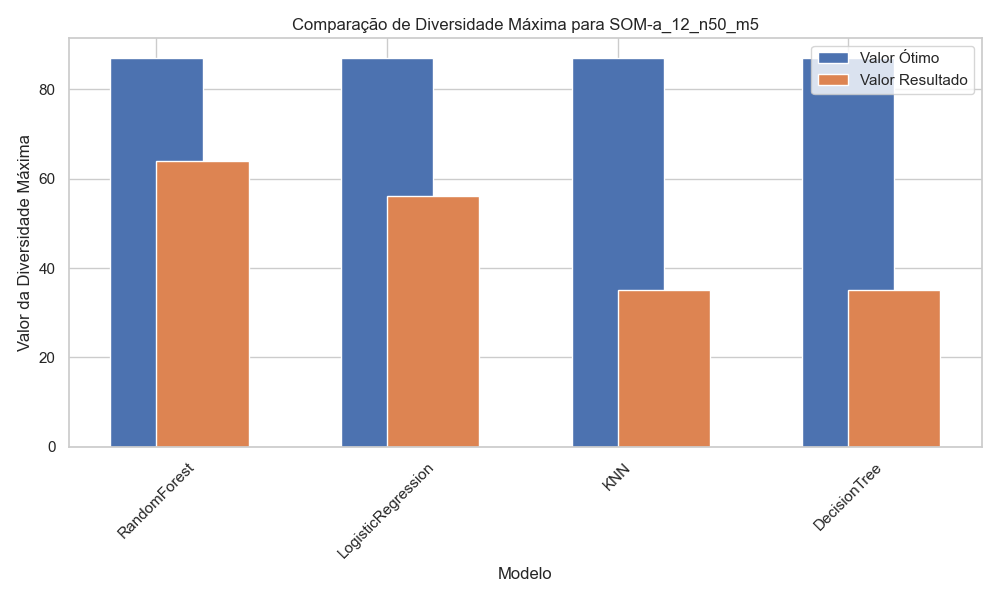 Comparação de Diversidade Máxima para SOM-a_12_n50_m5
Valor Ótimo
Valor Resultado
Valor da Diversidade Máxima
80
60
40
20
0
RandomForest
LogisticRegression
KNN
DecisionTree
Modelo